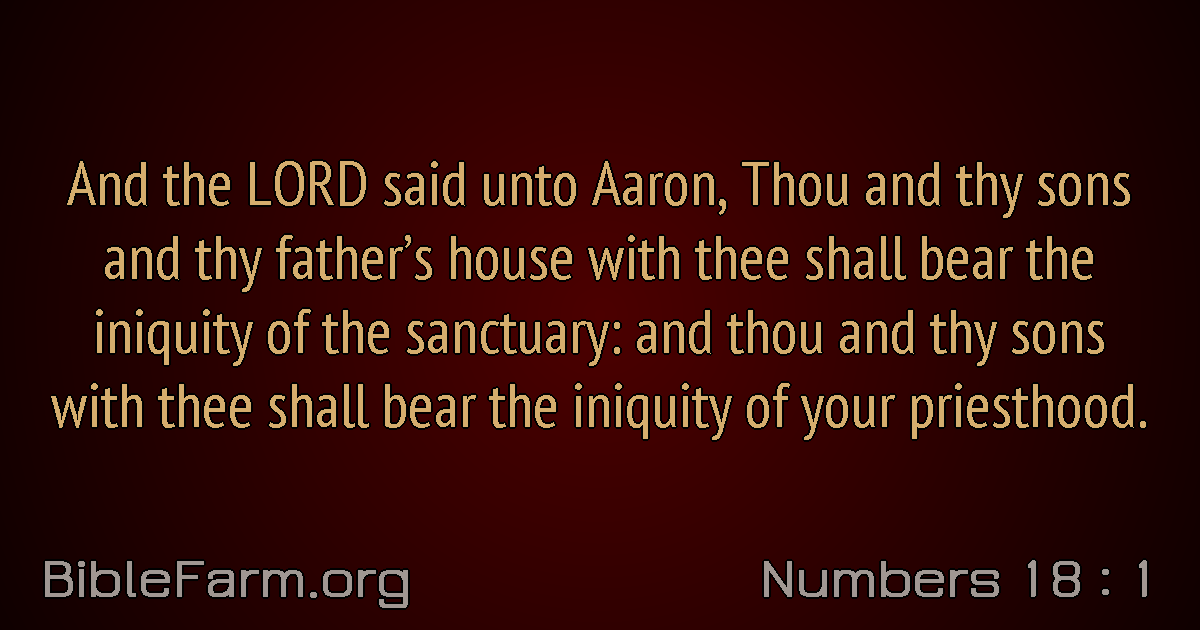 And the LORD said unto Aaron, Thou and thy sons
and thy father’s house with thee shall bear the
iniquity of the sanctuary: and thou and thy sons
with thee shall bear the iniquity of your priesthood.
BibleFarm.org
Numbers 18 : 1